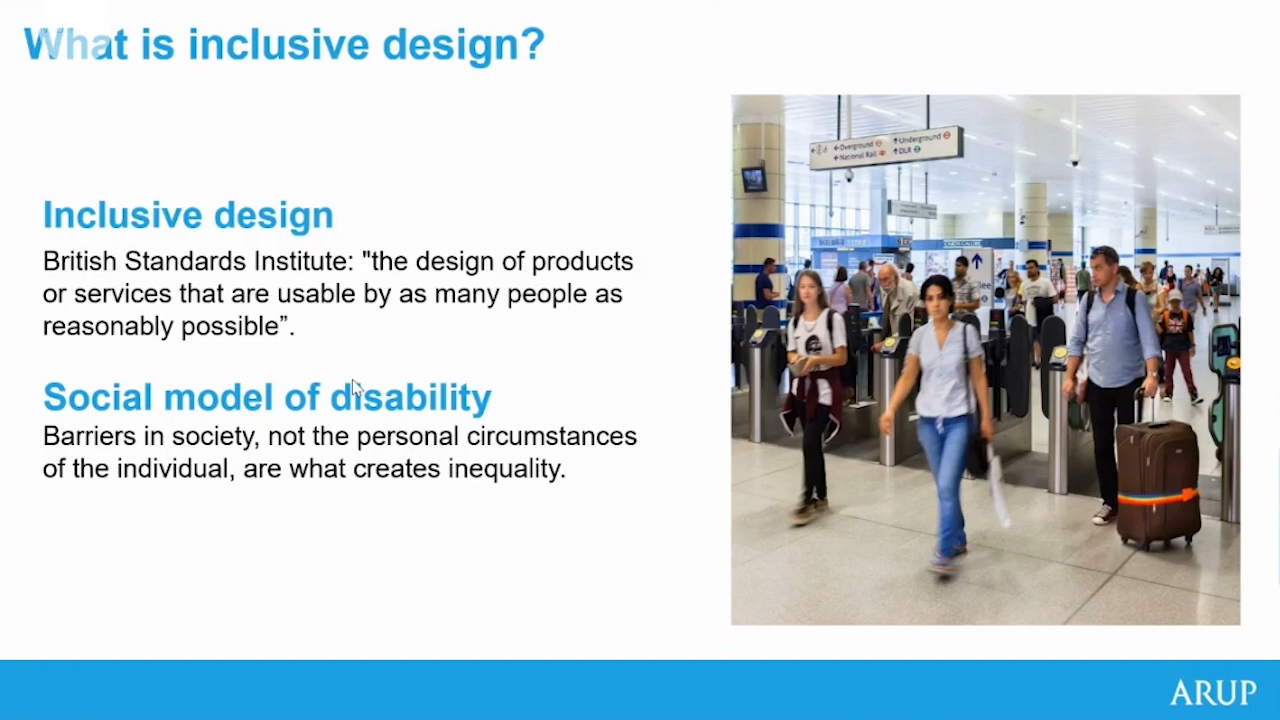 What is inclusive design?
Inclusive design
British Standards Institute: "the design of products
or services that are usable by as many people as
reasonably possible”.
Social model of disability
Barriers in society, not the personal circumstances
of the individual, are what creates inequality.
Overground
Underground
National Rail
DLR
ARUP